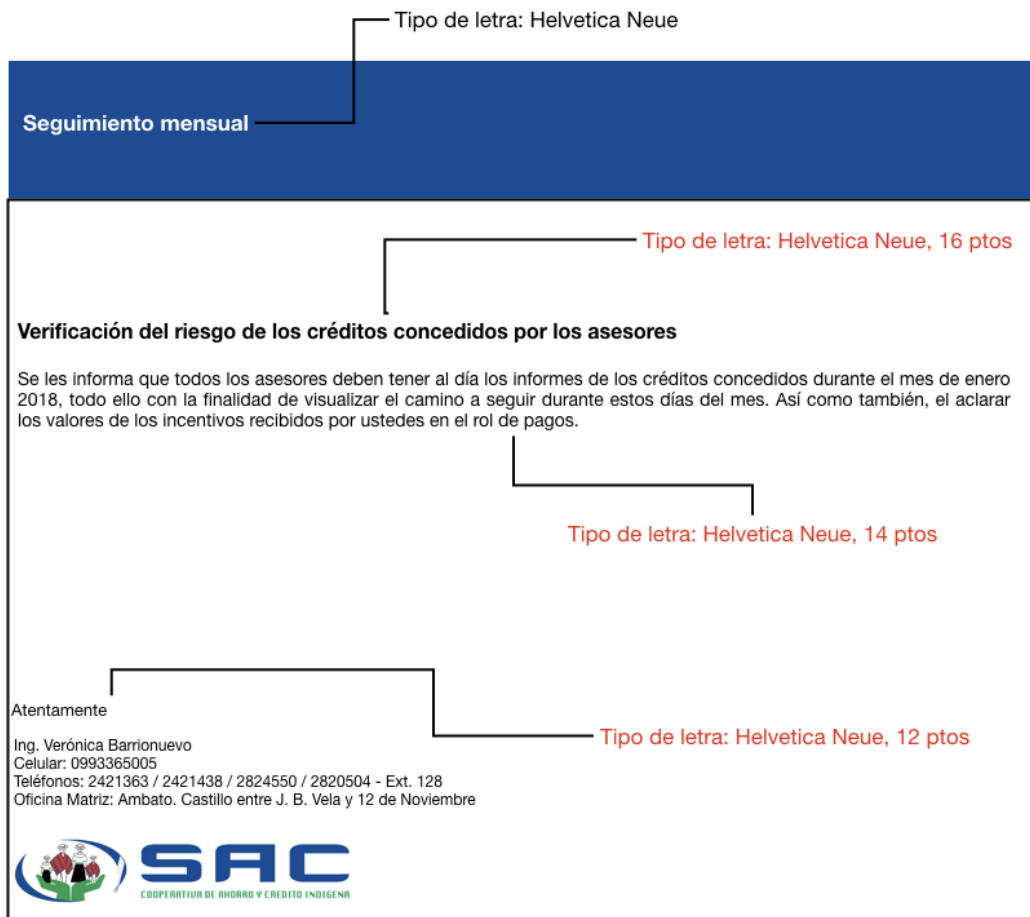 Tipo de letra: Helvetica Neue
Seguimiento mensual
Tipo de letra: Helvetica Neue, 16 ptos
Verificación del riesgo de los créditos concedidos por los asesores
Se les informa que todos los asesores deben tener al día los informes de los créditos concedidos durante el mes de enero
2018, todo ello con la finalidad de visualizar el camino a seguir durante estos días del mes. Así como también, el aclarar
los valores de los incentivos recibidos por ustedes en el rol de pagos.
Tipo de letra: Helvetica Neue, 14 ptos
Atentamente
Tipo de letra: Helvetica Neue, 12 ptos
Ing. Verónica Barrionuevo
Celular: 0993365005
Teléfonos: 2421363 / 2421438 / 2824550 / 2820504 - Ext. 128
Oficina Matriz: Ambato. Castillo entre J. B. Vela y 12 de Noviembre
SAC
COOPERATIVA DE AHORRO Y CREDITO INDIGENA